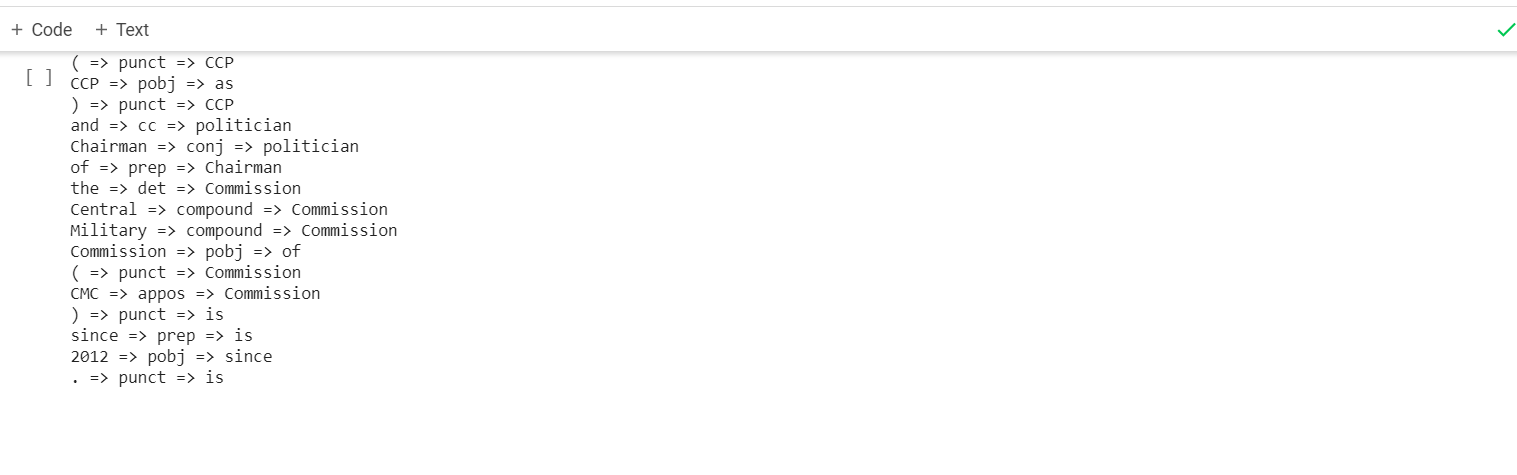 + Code + Text
( => punct => CCP
[ ] CCP => pobj => as
) => punct => CCP
and => cc => politician
Chairman => conj => politician
of => prep => Chairman
the => det => Commission
Central => compound => Commission
Military => compound => Commission
Commission => pobj => of
( => punct => Commission
CMC => appos => Commission
) => punct => is
since => prep => is
2012 => pobj => since
. => punct => is